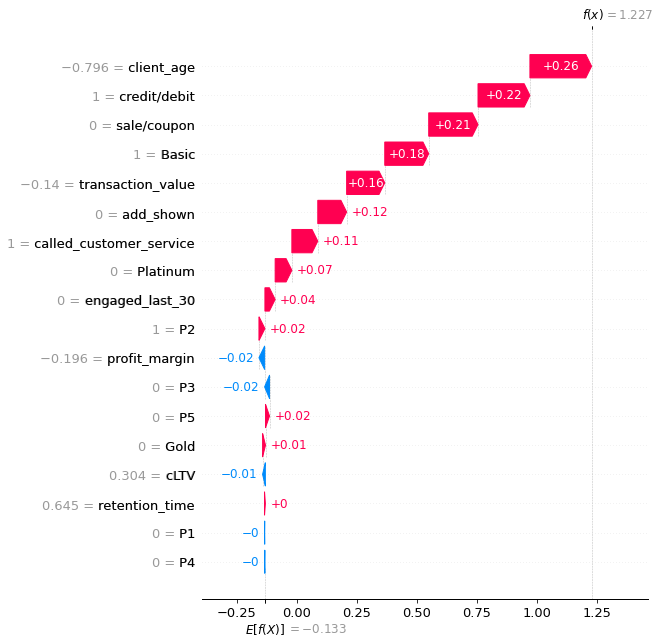 f(x) = 1.227
−0.796 = client_age +0.26
1 = credit/debit +0.22
0 = sale/coupon +0.21
1 = Basic +0.18
−0.14 = transaction_value +0.16
0 = add_shown +0.12
1 = called_customer_service +0.11
0 = Platinum +0.07
0 = engaged_last_30 +0.04
1 = P2 +0.02
−0.196 = profit_margin −0.02
0 = P3 −0.02
0 = P5 +0.02
0 = Gold +0.01
0.304 = cLTV −0.01
0.645 = retention_time +0
0 = P1 −0
0 = P4 −0
−0.25 0.00 0.25 0.50 0.75 1.00 1.25
E[f(X)] = −0.133